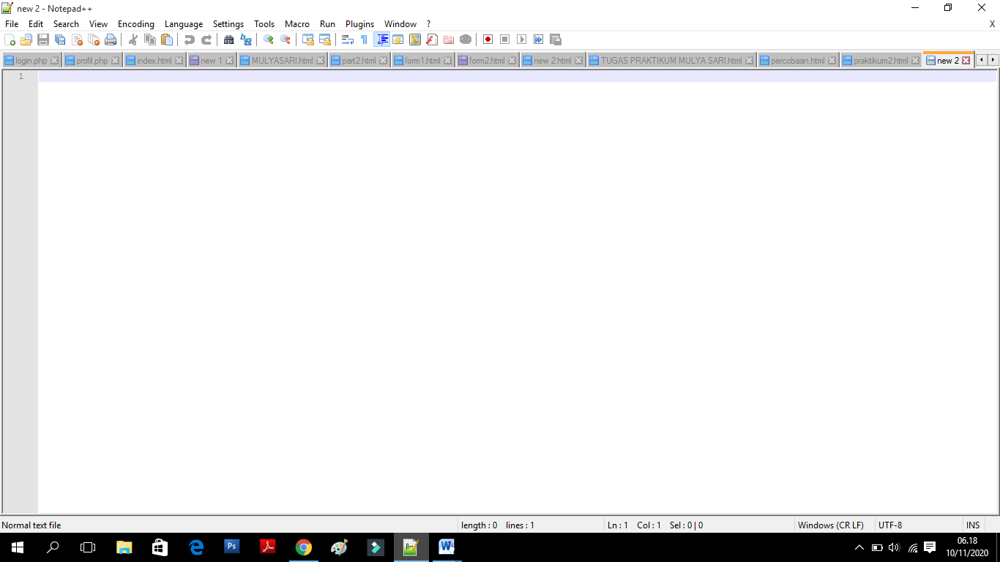 new 2 - Notepad++
File Edit Search View Encoding Language Settings Tools Macro Run Plugins Window ? X
login.php profil.php index.html new 1 MULYASARI.html part2.html form1.html form2.html new 2.html TUGAS PRAKTIKUM MULYA SARI.html percobaan.html praktikum2.html new 2
1
Normal text file length : 0 lines : 1 Ln : 1 Col : 1 Sel : 0 | 0 Windows (CR LF) UTF-8 INS
06.18
10/11/2020